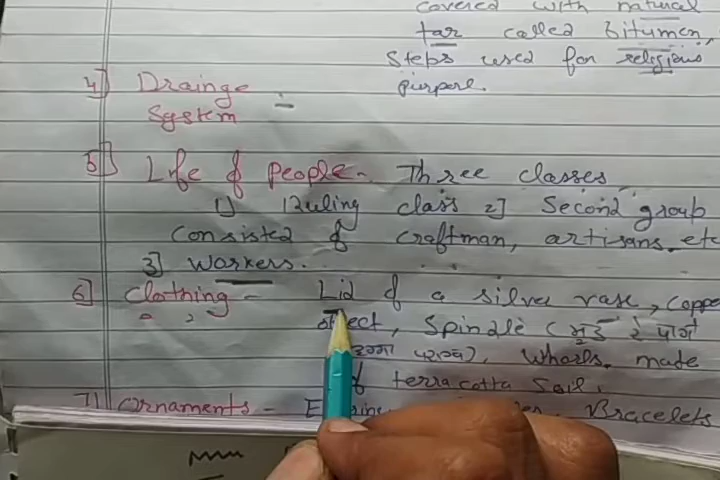 covered with natural
tar called Bitumen,
steps used for religious
purpose.
4] Drainge
System -
5] Life of people - Three classes
1] Ruling class 2] Second group
consisted of craftman, artisans, etc
3] Workers.
6] Clothing - Lid of a silver vase, Copper
object, Spindle (
), Whorls made
of terracotta Soil.
7] Ornaments - Bracelets